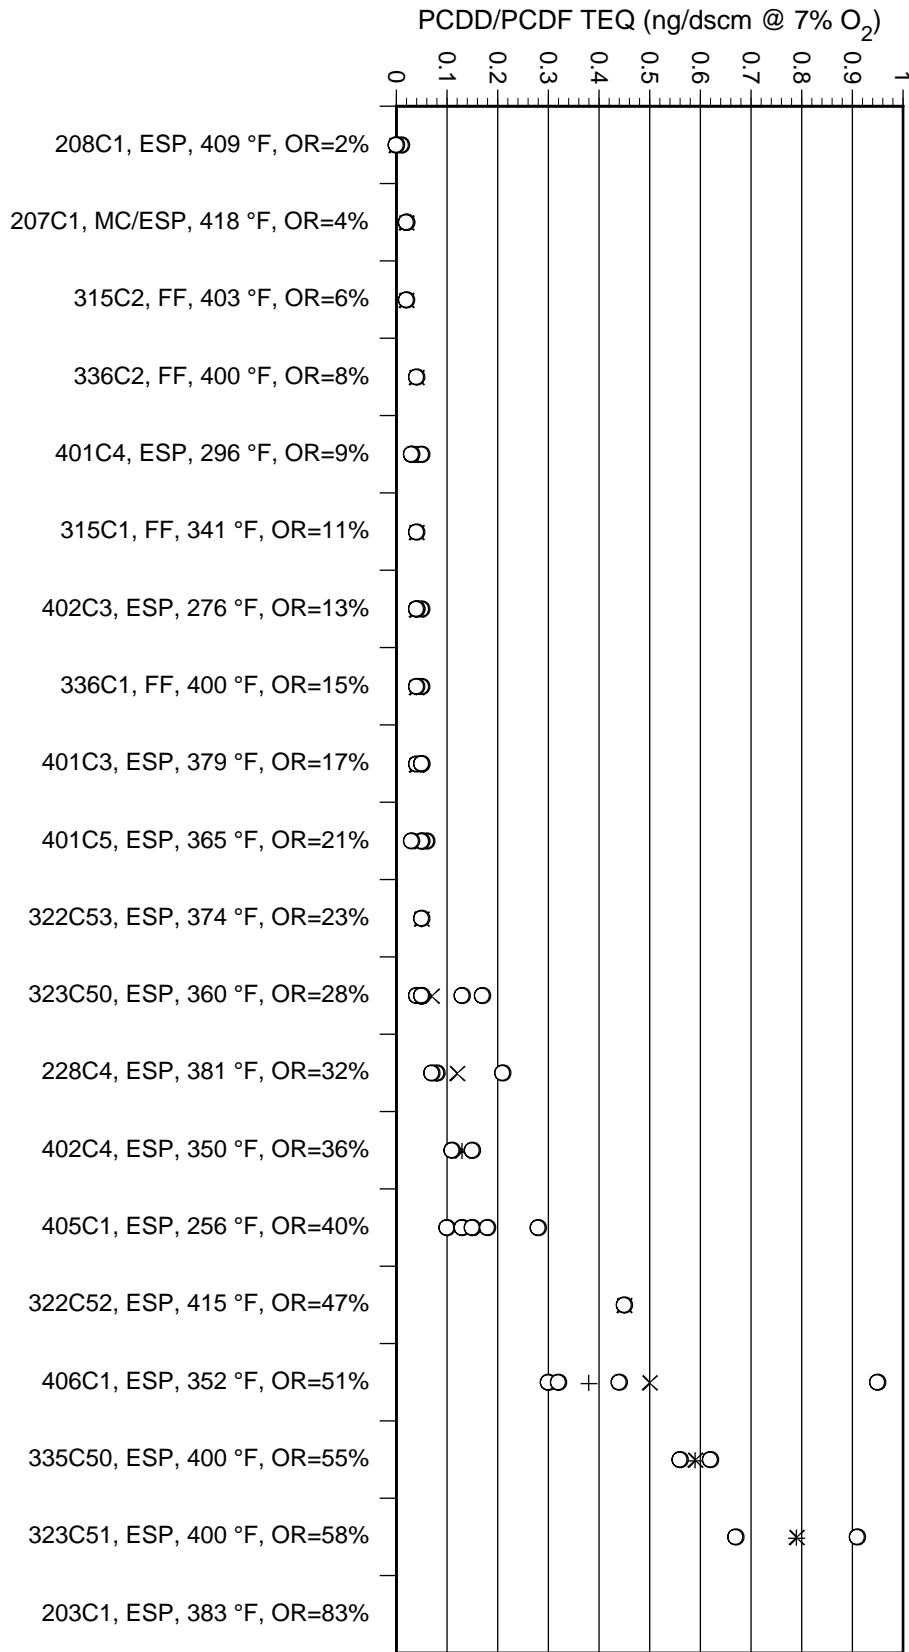 PCDD/PCDF TEQ (ng/dscm @ 7% O₂)
0 0.1 0.2 0.3 0.4 0.5 0.6 0.7 0.8 0.9 1
208C1, ESP, 409 °F, OR=2%
207C1, MC/ESP, 418 °F, OR=4%
315C2, FF, 403 °F, OR=6%
336C2, FF, 400 °F, OR=8%
401C4, ESP, 296 °F, OR=9%
315C1, FF, 341 °F, OR=11%
402C3, ESP, 276 °F, OR=13%
336C1, FF, 400 °F, OR=15%
401C3, ESP, 379 °F, OR=17%
401C5, ESP, 365 °F, OR=21%
322C53, ESP, 374 °F, OR=23%
323C50, ESP, 360 °F, OR=28%
228C4, ESP, 381 °F, OR=32%
402C4, ESP, 350 °F, OR=36%
405C1, ESP, 256 °F, OR=40%
322C52, ESP, 415 °F, OR=47%
406C1, ESP, 352 °F, OR=51%
335C50, ESP, 400 °F, OR=55%
323C51, ESP, 400 °F, OR=58%
203C1, ESP, 383 °F, OR=83%